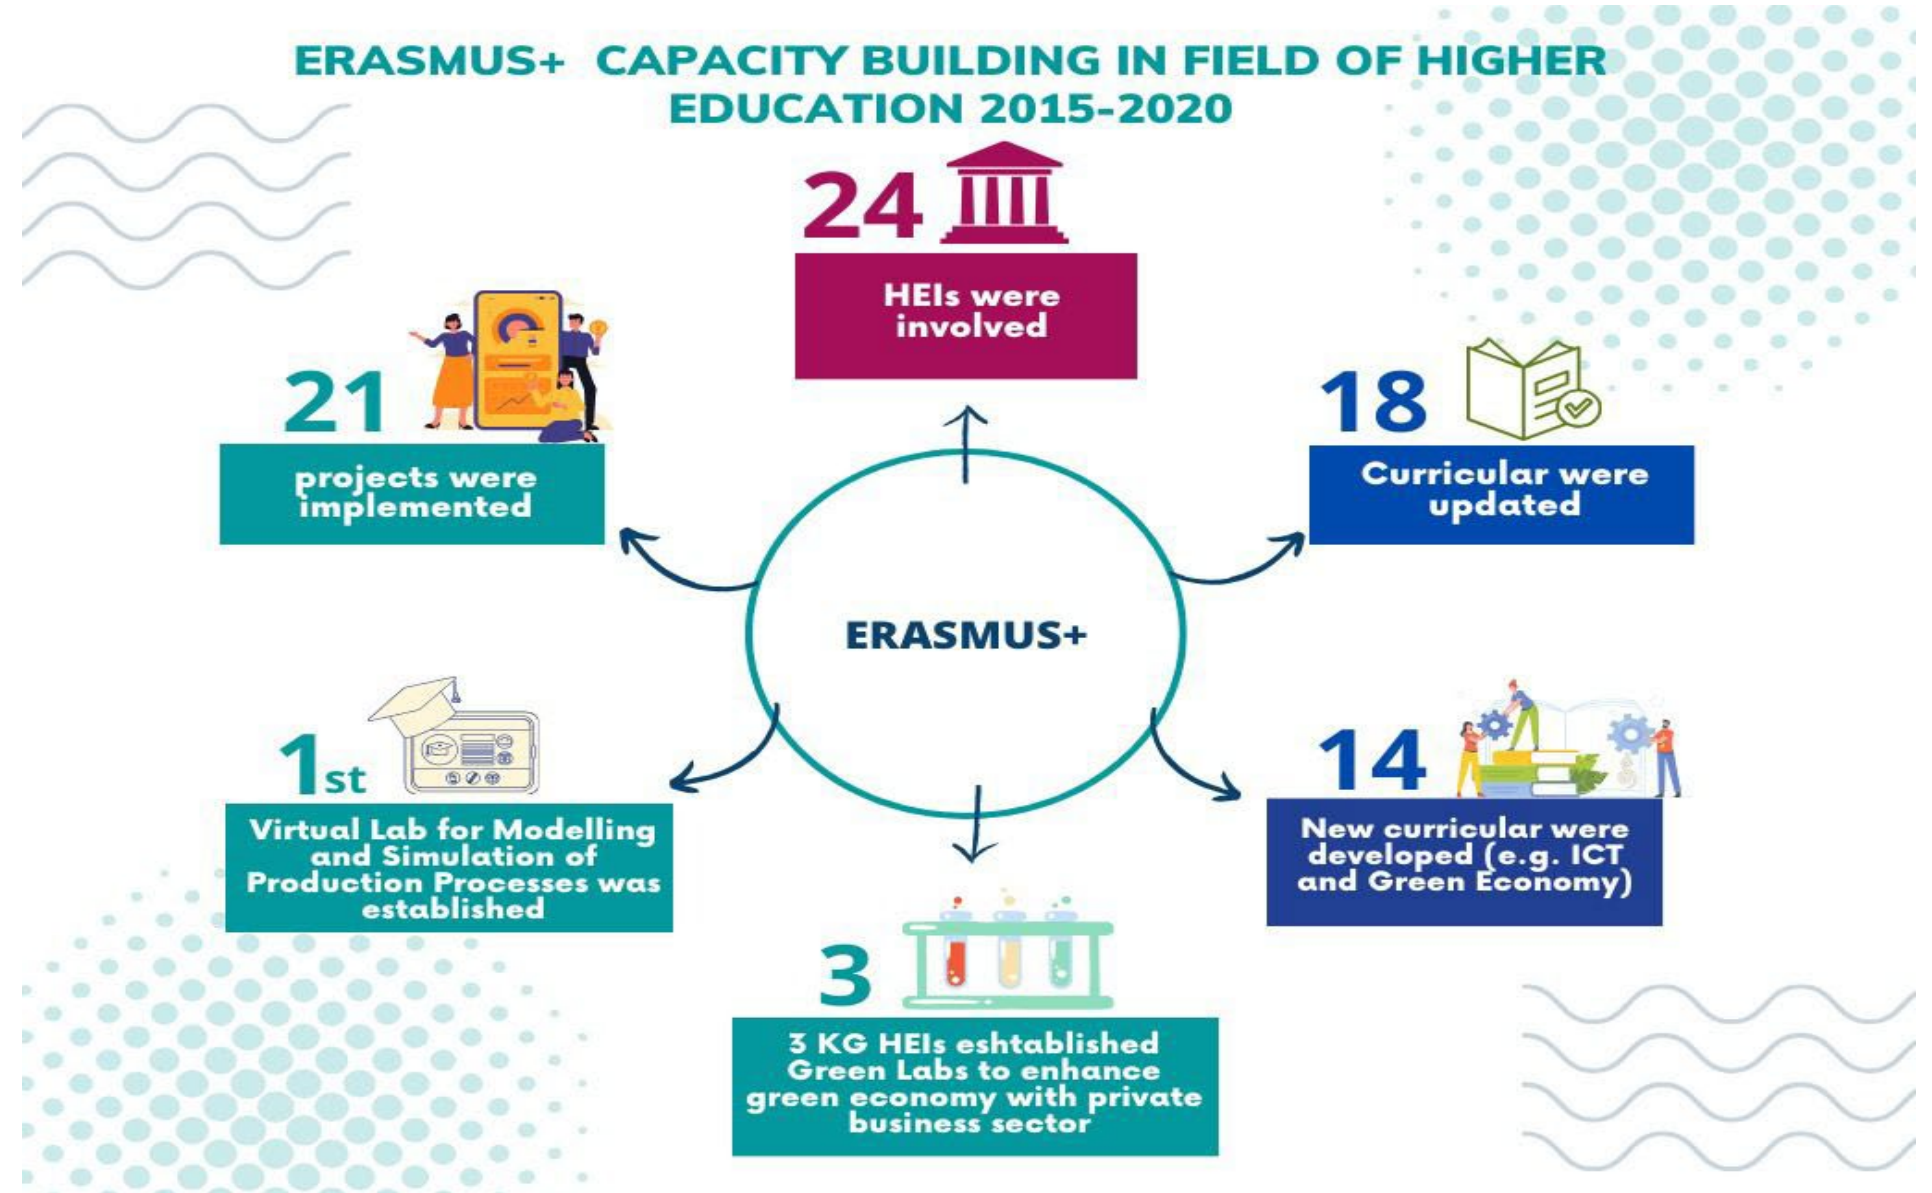 ERASMUS+ CAPACITY BUILDING IN FIELD OF HIGHER
EDUCATION 2015-2020
24
HEIs were
involved
21
projects were
implemented
18
Curricular were
updated
ERASMUS+
1st
Virtual Lab for Modelling
and Simulation of
Production Processes was
established
14
New curricular were
developed (e.g. ICT
and Green Economy)
3
3 KG HEIs eshtablished
Green Labs to enhance
green economy with private
business sector